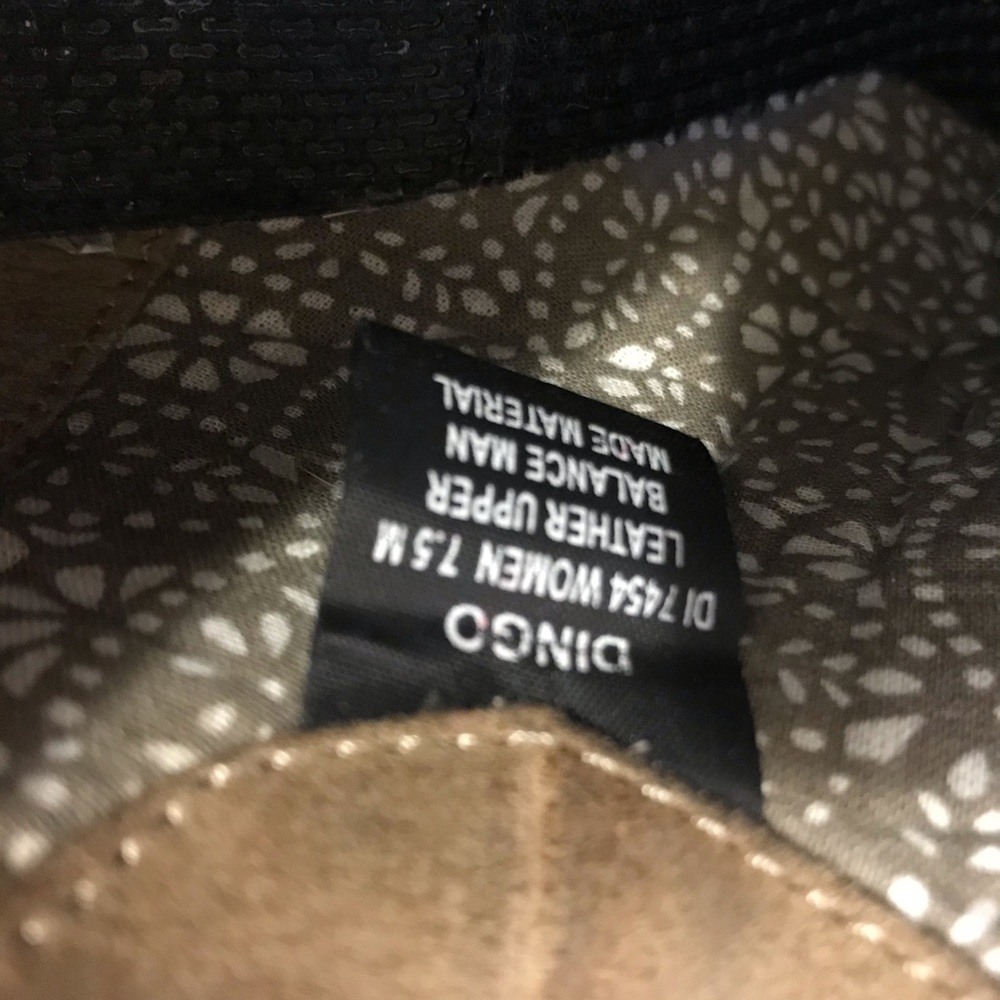 DINGO
DI 7454 WOMEN 7.5 M
LEATHER UPPER
BALANCE MAN
MADE MATERIAL